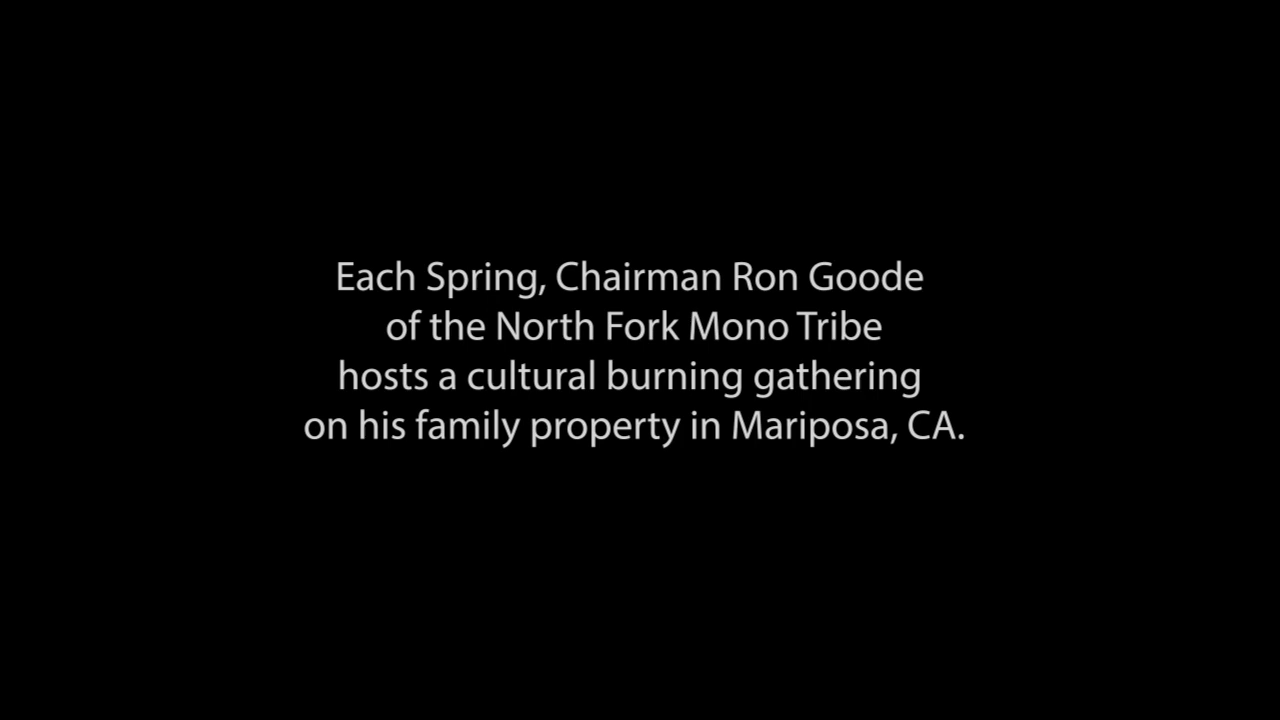 Each Spring, Chairman Ron Goode
of the North Fork Mono Tribe
hosts a cultural burning gathering
on his family property in Mariposa, CA.